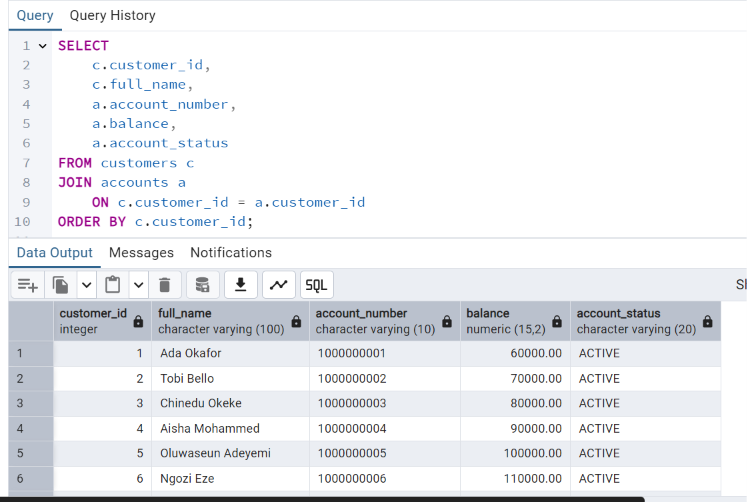 Query Query History
1 SELECT
2 c.customer_id,
3 c.full_name,
4 a.account_number,
5 a.balance,
6 a.account_status
7 FROM customers c
8 JOIN accounts a
9 ON c.customer_id = a.customer_id
10 ORDER BY c.customer_id;
Data Output Messages Notifications
SQL
customer_id full_name account_number balance account_status
integer character varying (100) character varying (10) numeric (15,2) character varying (20)
1 1 Ada Okafor 1000000001 60000.00 ACTIVE
2 2 Tobi Bello 1000000002 70000.00 ACTIVE
3 3 Chinedu Okeke 1000000003 80000.00 ACTIVE
4 4 Aisha Mohammed 1000000004 90000.00 ACTIVE
5 5 Oluwaseun Adeyemi 1000000005 100000.00 ACTIVE
6 6 Ngozi Eze 1000000006 110000.00 ACTIVE